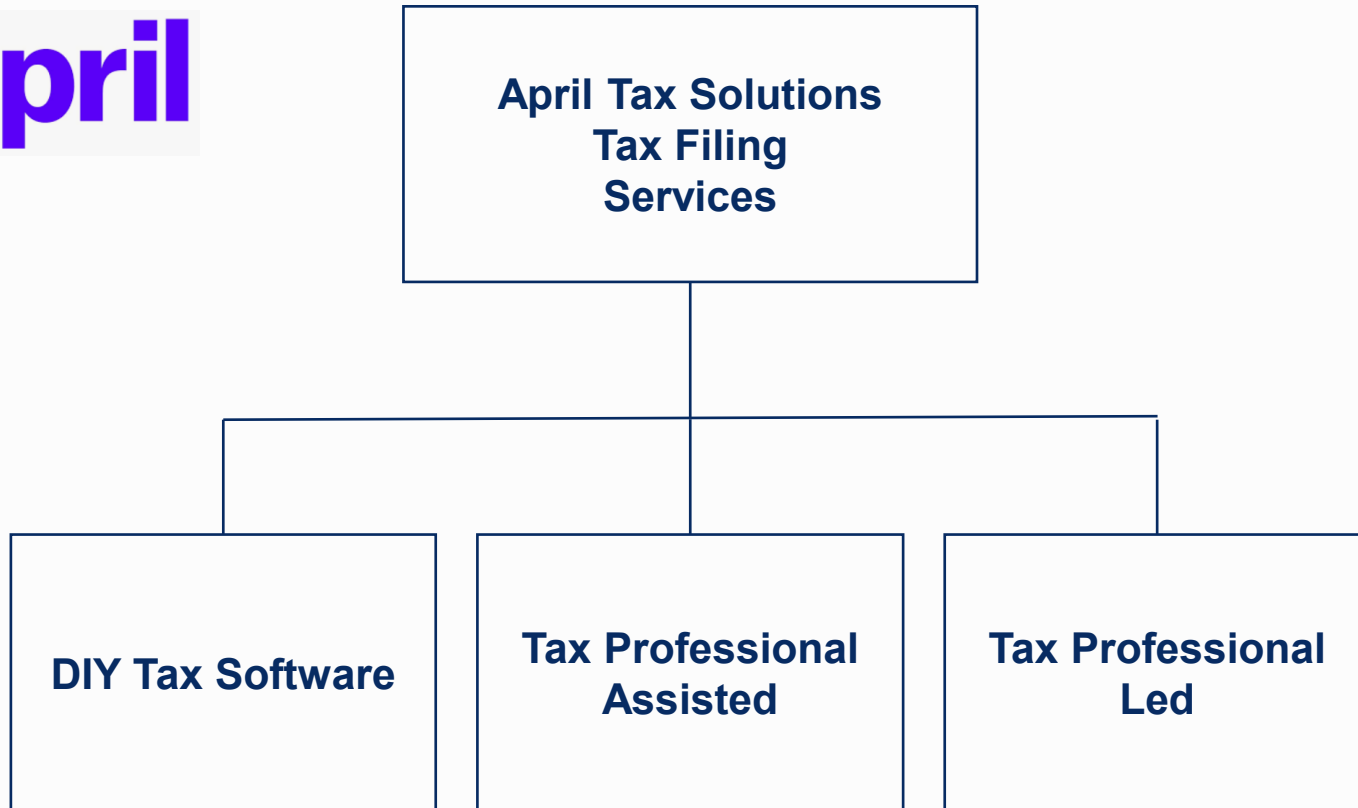 pril
April Tax Solutions
Tax Filing
Services
DIY Tax Software
Tax Professional
Assisted
Tax Professional
Led